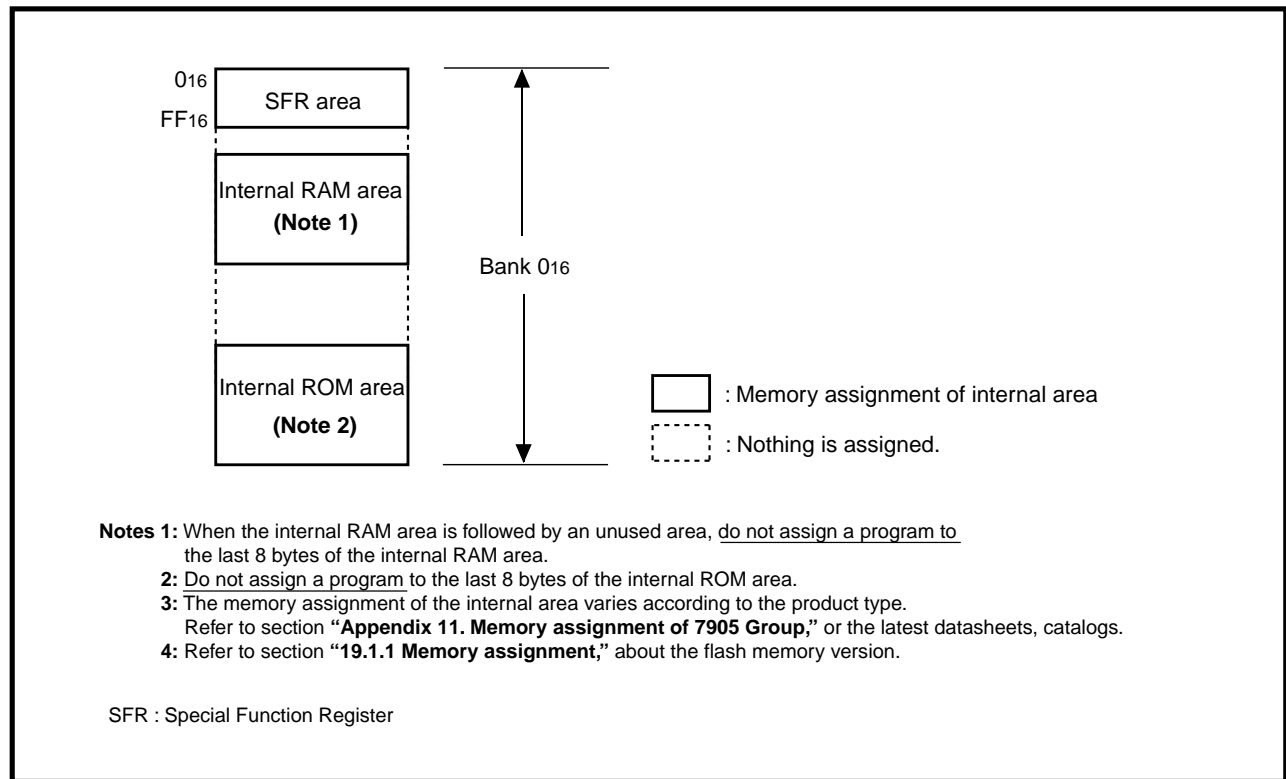 016
SFR area
FF16
Internal RAM area
(Note 1)
Bank 016
Internal ROM area
(Note 2)
: Memory assignment of internal area
: Nothing is assigned.
Notes 1: When the internal RAM area is followed by an unused area, do not assign a program to
the last 8 bytes of the internal RAM area.
2: Do not assign a program to the last 8 bytes of the internal ROM area.
3: The memory assignment of the internal area varies according to the product type.
Refer to section “Appendix 11. Memory assignment of 7905 Group,” or the latest datasheets, catalogs.
4: Refer to section “19.1.1 Memory assignment,” about the flash memory version.
SFR : Special Function Register